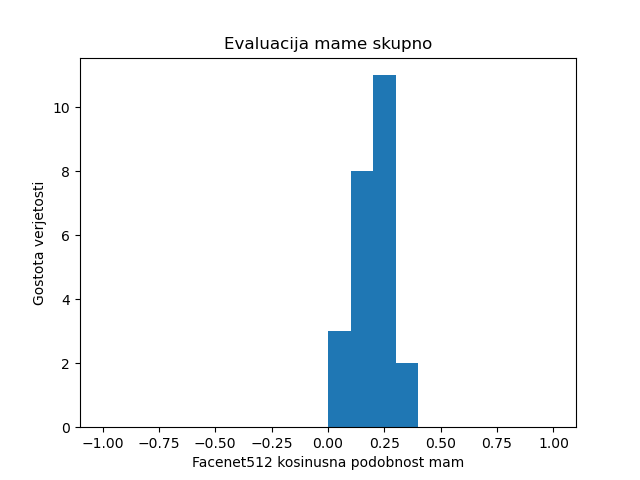 Evaluacija mame skupno
10
8
6
4
2
0
Gostota verjetosti
−1.00 −0.75 −0.50 −0.25 0.00 0.25 0.50 0.75 1.00
Facenet512 kosinusna podobnost mam